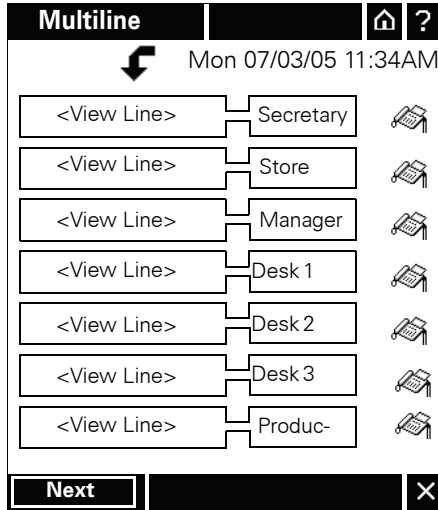 Multiline ?
Mon 07/03/05 11:34AM
<View Line> Secretary
<View Line> Store
<View Line> Manager
<View Line> Desk 1
<View Line> Desk 2
<View Line> Desk 3
<View Line> Produc-
Next